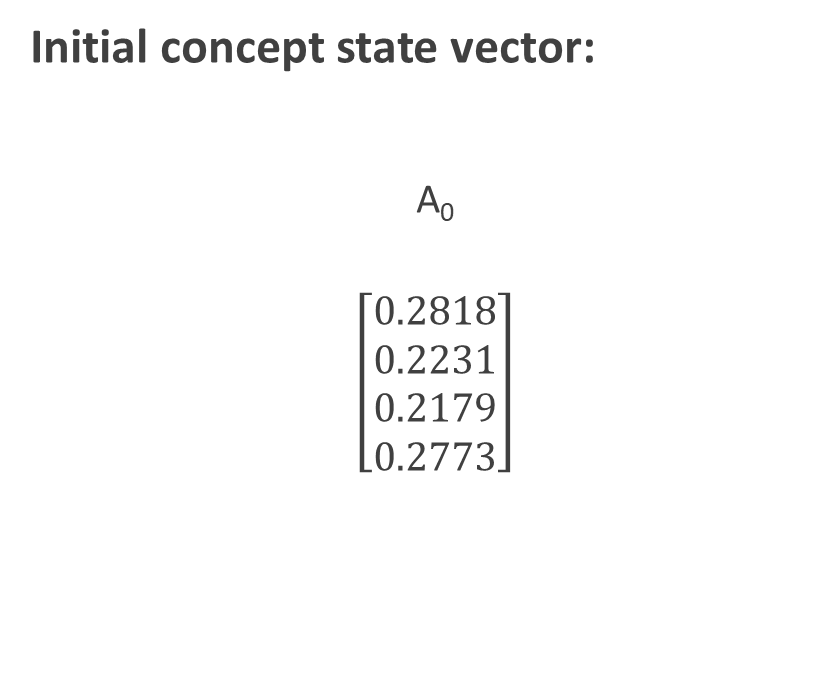 Initial concept state vector:
A₀
0.2818
0.2231
0.2179
0.2773